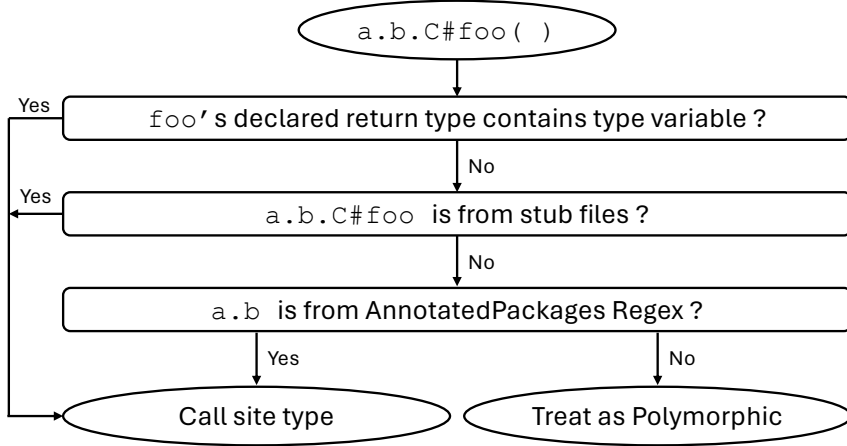 a.b.C#foo( )
Yes
foo’s declared return type contains type variable ?
No
Yes
a.b.C#foo is from stub files ?
No
a.b is from AnnotatedPackages Regex ?
Yes
No
Call site type
Treat as Polymorphic